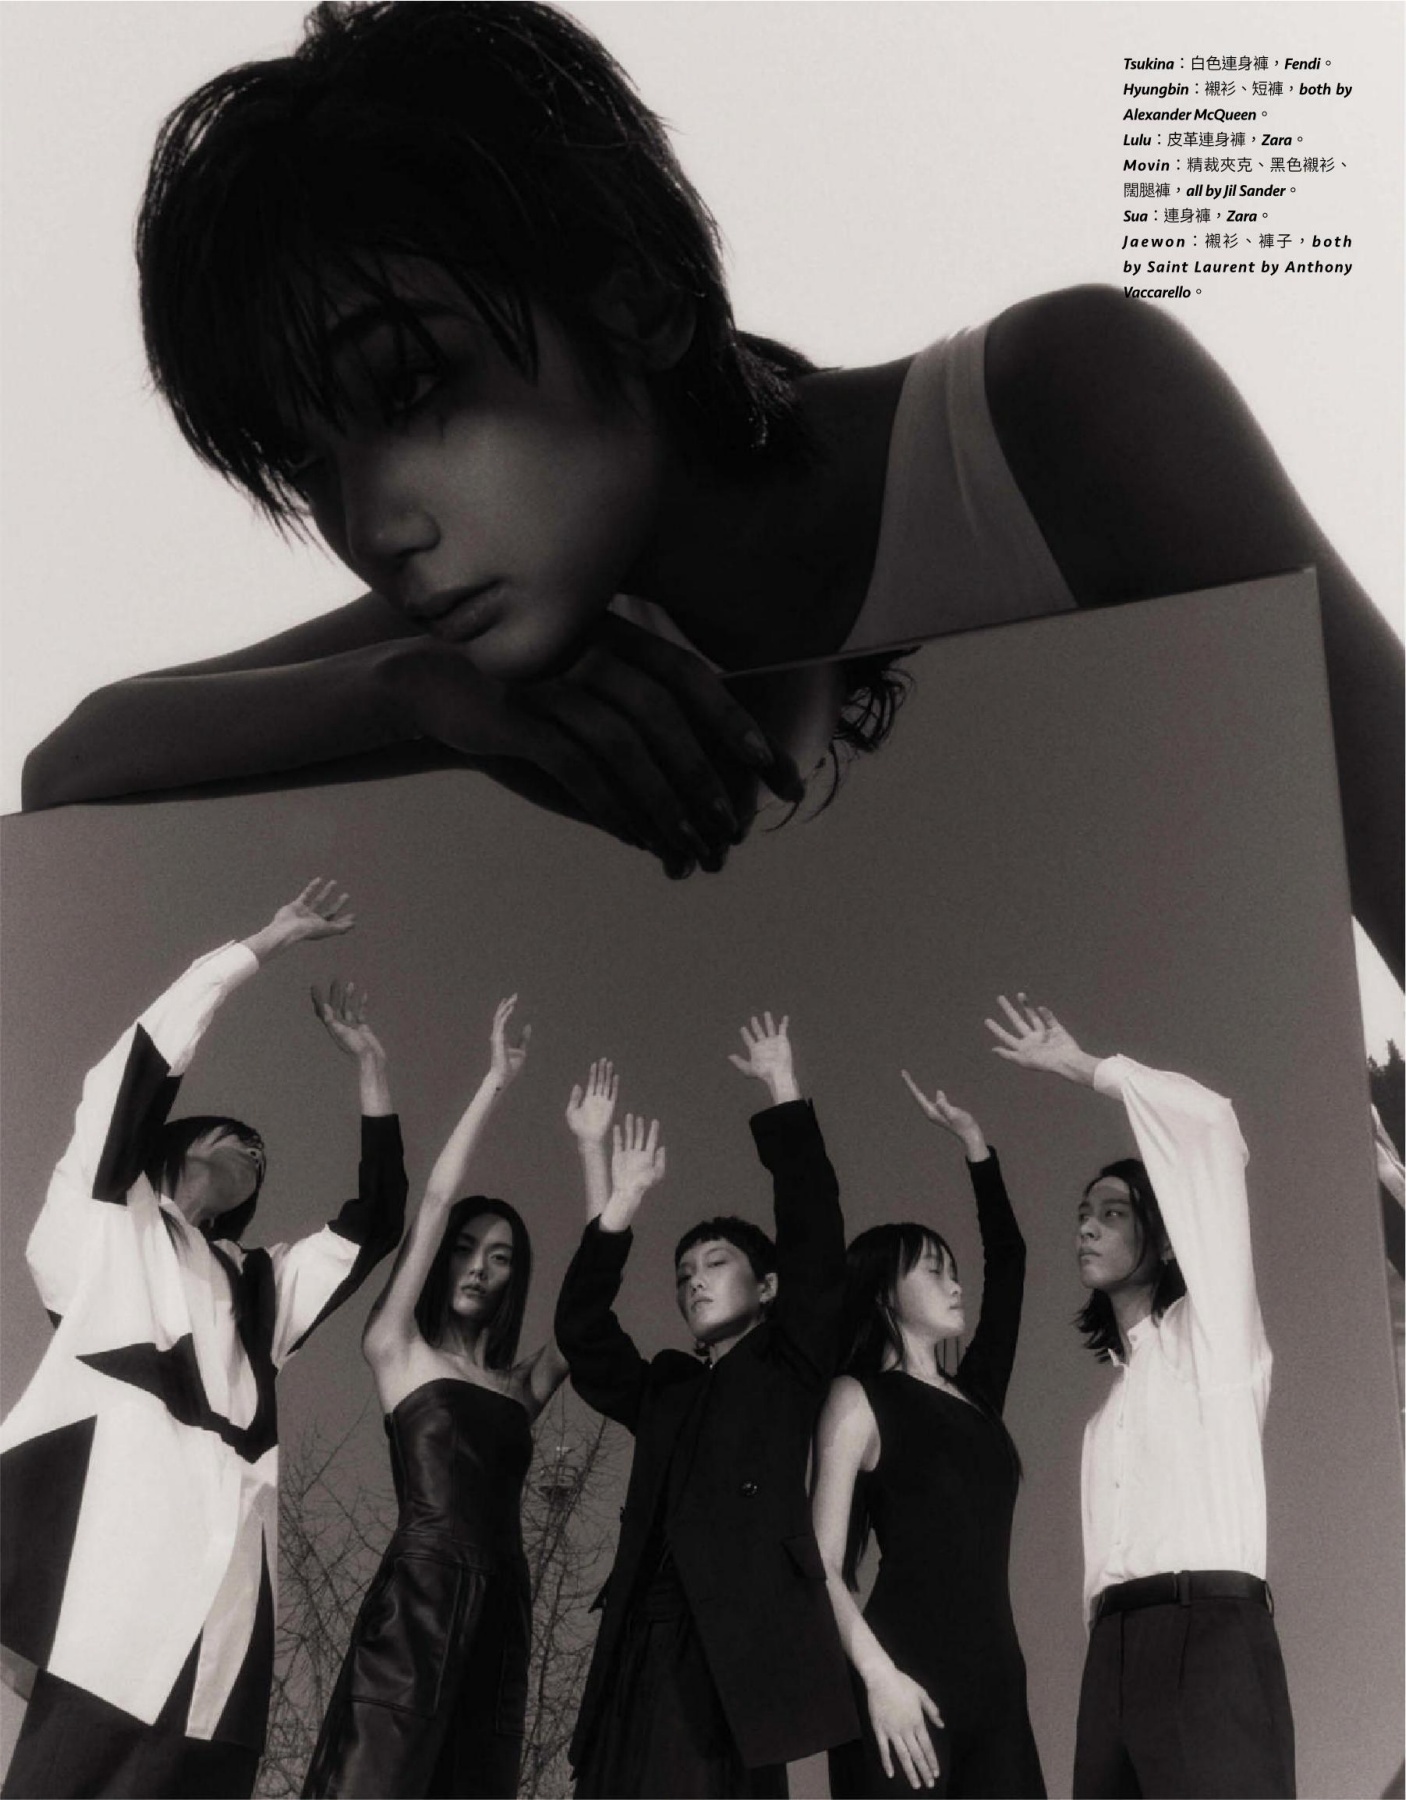 Tsukina：白色連身褲，Fendi。
Hyungbin：襯衫、短褲，both by
Alexander McQueen。
Lulu：皮革連身褲，Zara。
Movin：精裁夾克、黑色襯衫、
闊腿褲，all by Jil Sander。
Sua：連身褲，Zara。
Jaewon：襯衫、褲子，both
by Saint Laurent by Anthony
Vaccarello。